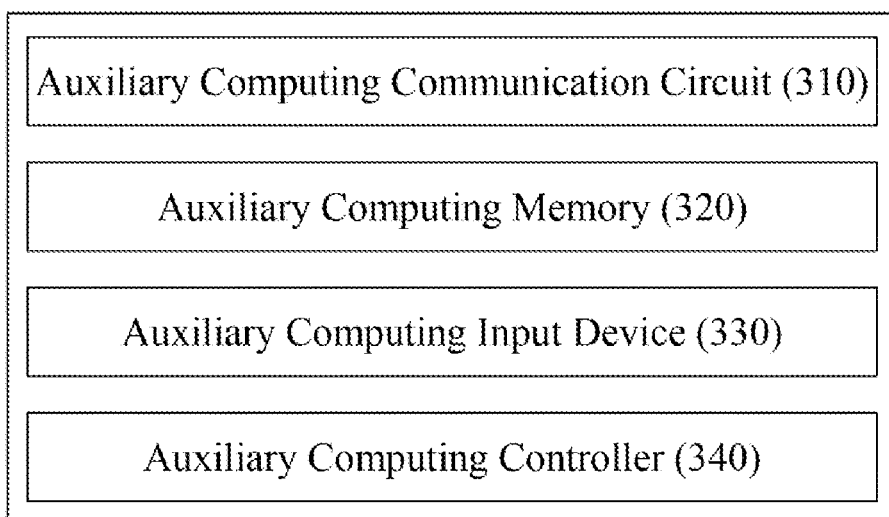 Auxiliary Computing Communication Circuit (310)
Auxiliary Computing Memory (320)
Auxiliary Computing Input Device (330)
Auxiliary Computing Controller (340)